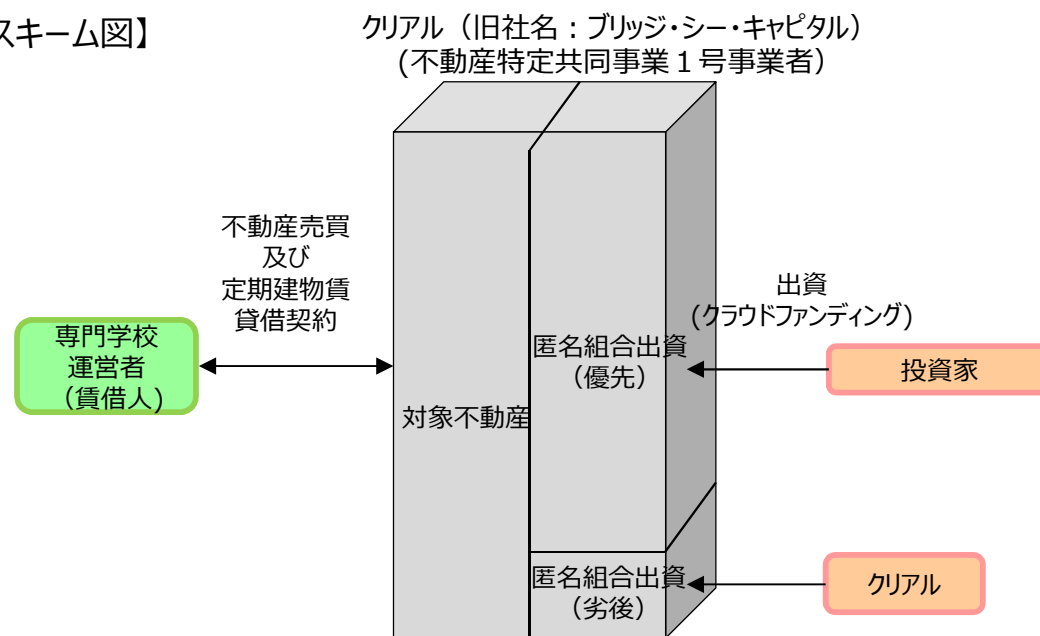 スキーム図】
クリアル（旧社名：ブリッジ・シー・キャピタル）
(不動産特定共同事業１号事業者）
不動産売買
及び
定期建物賃
貸借契約
専門学校
運営者
（賃借人)
対象不動産
匿名組合出資
（優先）
出資
(クラウドファンディング)
投資家
匿名組合出資
（劣後）
クリアル